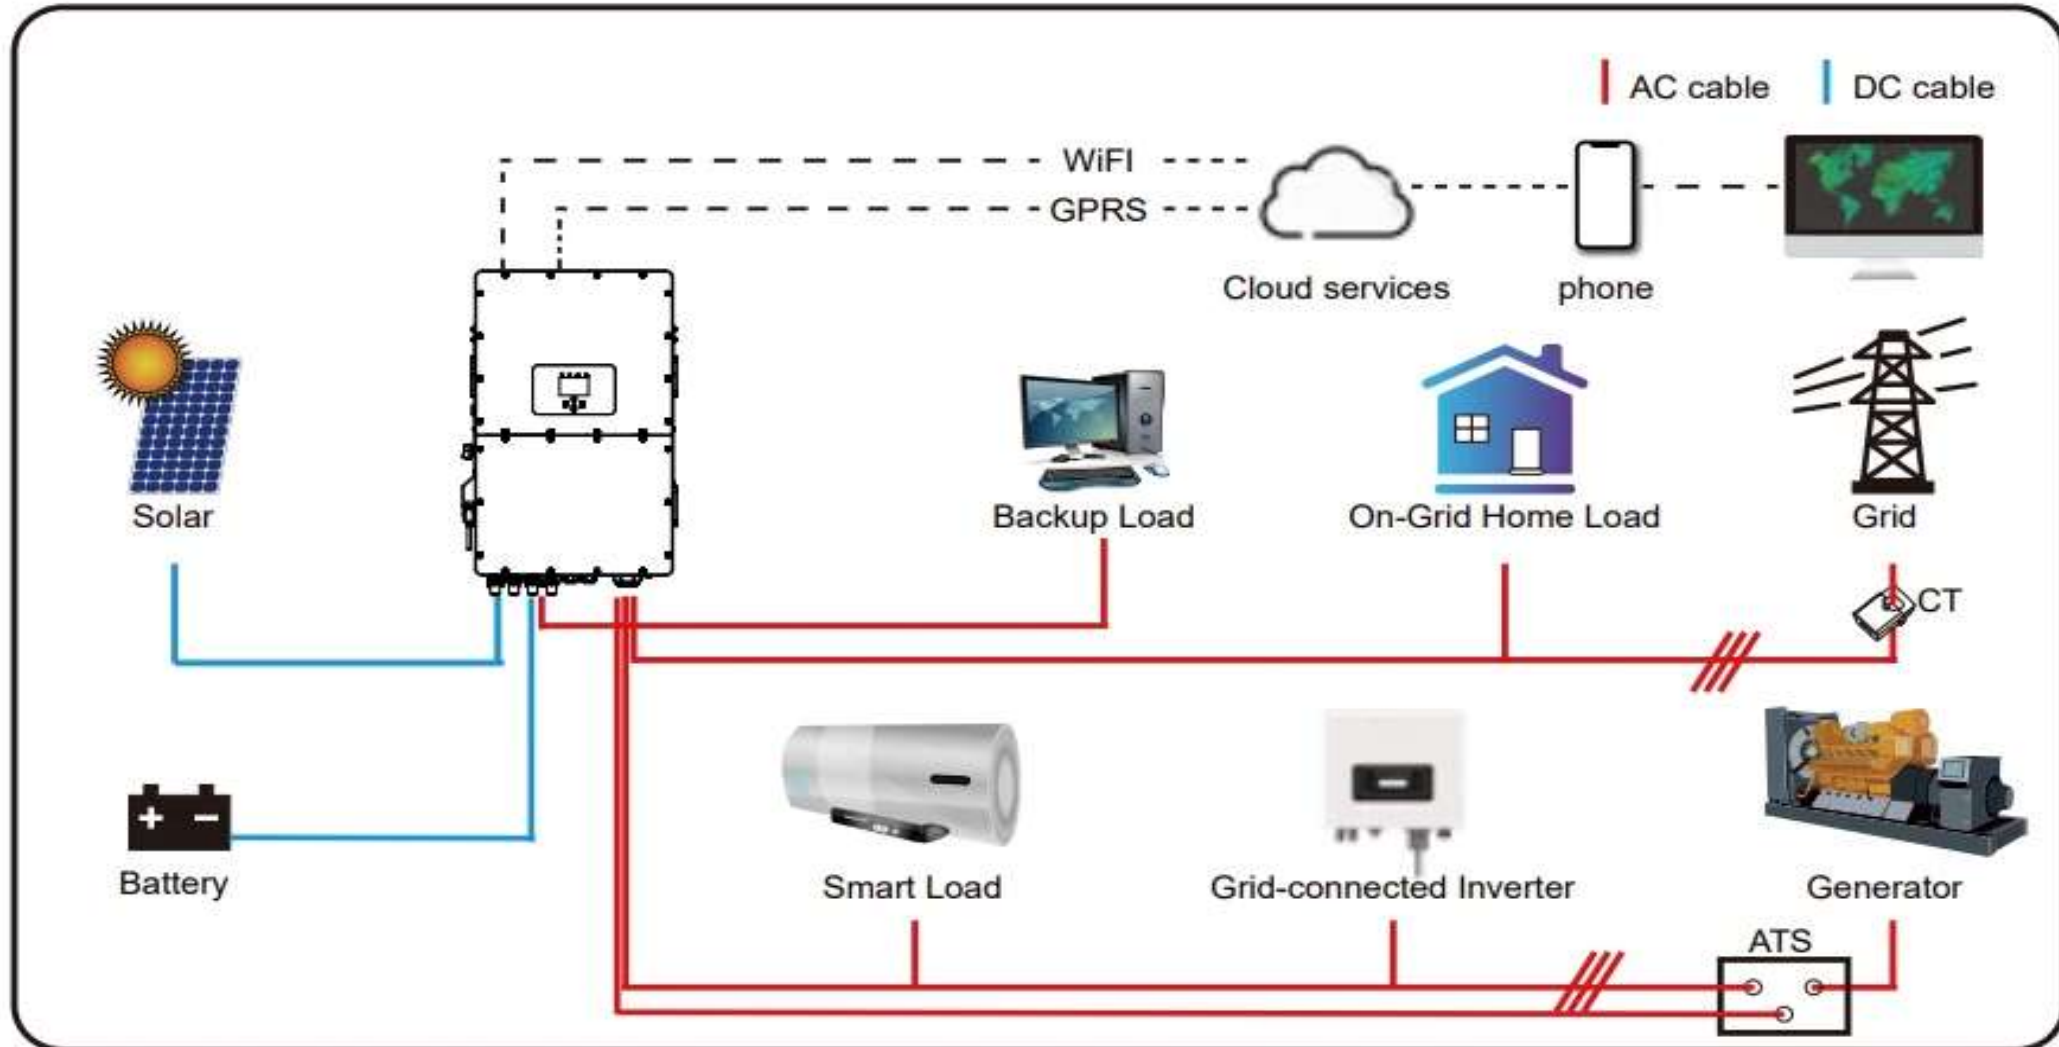 AC cable
DC cable
WiFI
GPRS
Cloud services
phone
Solar
Backup Load
On-Grid Home Load
Grid
CT
Battery
Smart Load
Grid-connected Inverter
Generator
ATS